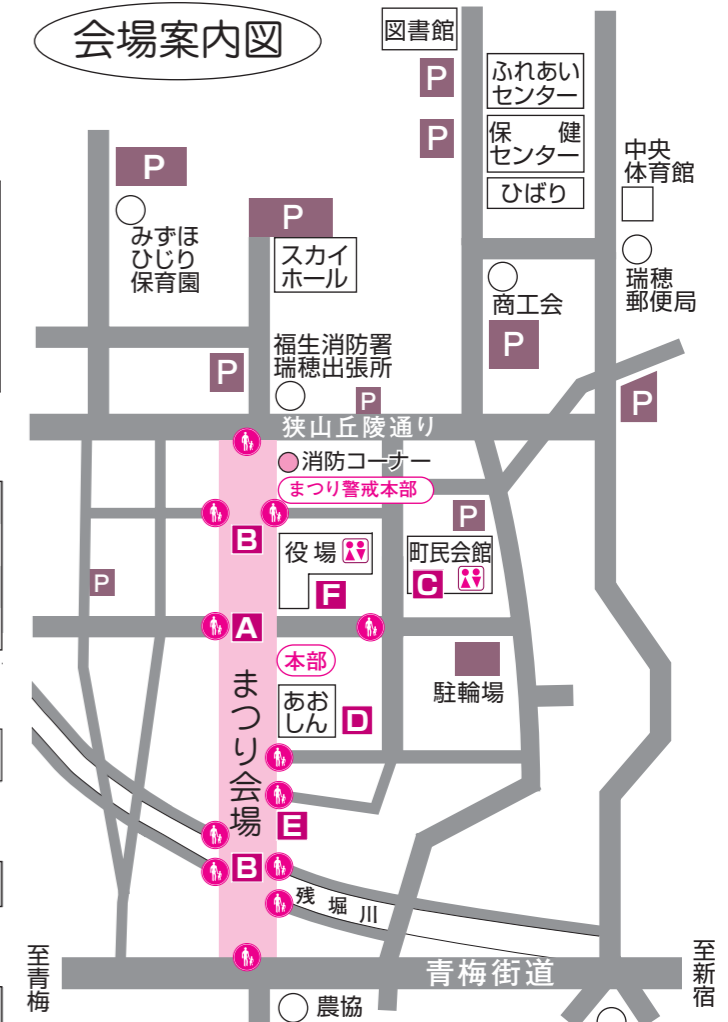 会場案内図
図書館
P
ふれあい
センター
P
保健
センター
ひばり
中央
体育館
P
みずほ
ひじり
保育園
P
スカイ
ホール
瑞穂
郵便局
商工会
P
福生消防署
瑞穂出張所
P
P
P
狭山丘陵通り
消防コーナー
まつり警戒本部
B
P
役場
町民会館
F
C
P
A
本部
まつり会場
駐輪場
あお
しん
D
E
B
残堀川
至青梅
青梅街道
至新宿
農協